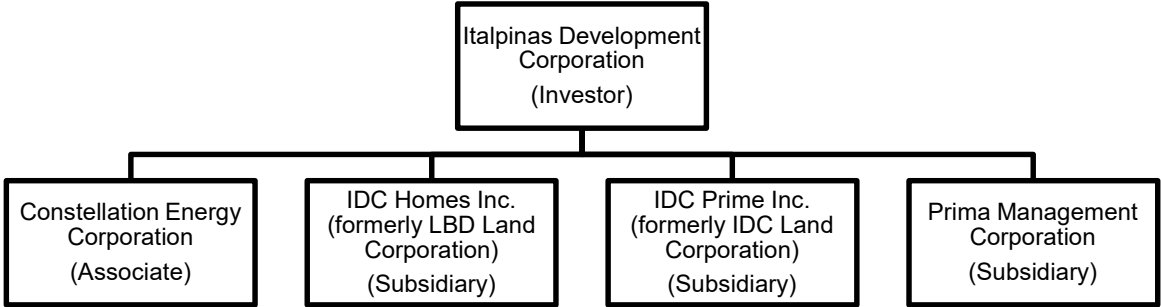 Italpinas Development
Corporation
(Investor)
Constellation Energy
Corporation
(Associate)
IDC Homes Inc.
(formerly LBD Land
Corporation)
(Subsidiary)
IDC Prime Inc.
(formerly IDC Land
Corporation)
(Subsidiary)
Prima Management
Corporation
(Subsidiary)